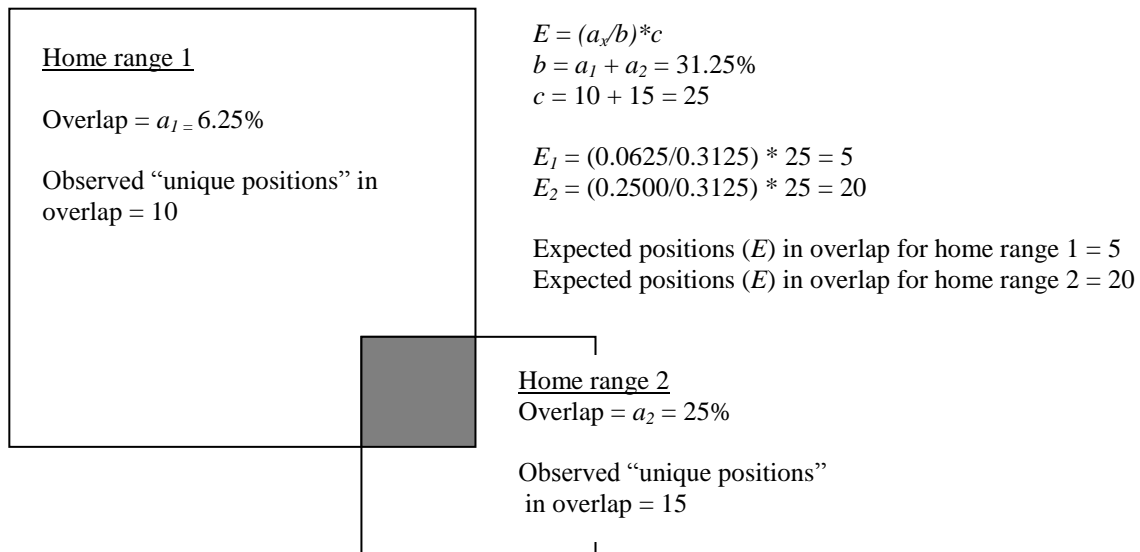 Home range 1
Overlap = a1 = 6.25%
Observed “unique positions” in
overlap = 10
E = (ax/b)*c
b = a1 + a2 = 31.25%
c = 10 + 15 = 25
E1 = (0.0625/0.3125) * 25 = 5
E2 = (0.2500/0.3125) * 25 = 20
Expected positions (E) in overlap for home range 1 = 5
Expected positions (E) in overlap for home range 2 = 20
Home range 2
Overlap = a2 = 25%
Observed “unique positions”
in overlap = 15